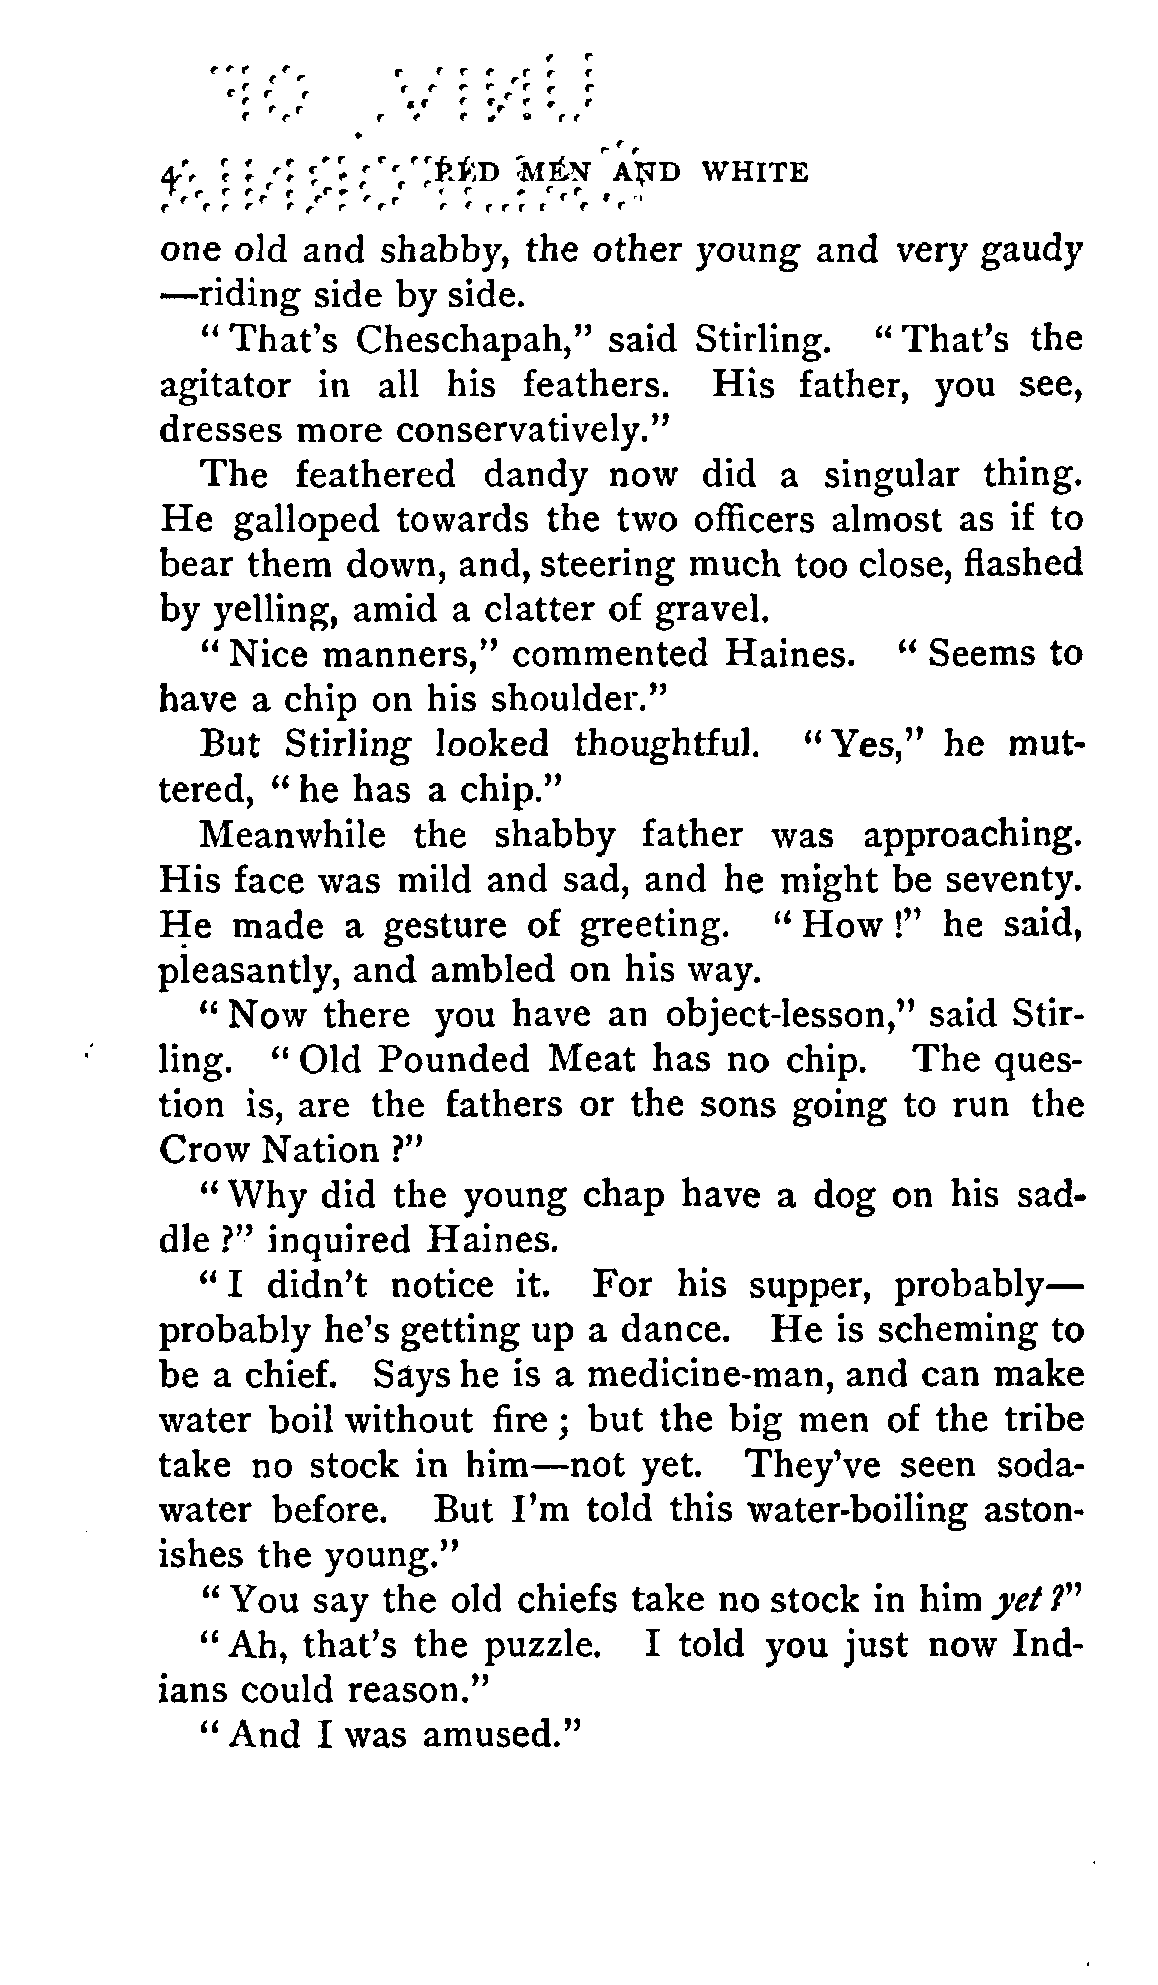 4 RED MEN AND WHITE
one old and shabby, the other young and very gaudy
—riding side by side.
“ That’s Cheschapah,” said Stirling. “ That’s the
agitator in all his feathers. His father, you see,
dresses more conservatively.”
The feathered dandy now did a singular thing.
He galloped towards the two officers almost as if to
bear them down, and, steering much too close, flashed
by yelling, amid a clatter of gravel.
“ Nice manners,” commented Haines. “ Seems to
have a chip on his shoulder.”
But Stirling looked thoughtful. “ Yes,” he mut-
tered, “ he has a chip.”
Meanwhile the shabby father was approaching.
His face was mild and sad, and he might be seventy.
He made a gesture of greeting. “ How !” he said,
pleasantly, and ambled on his way.
“ Now there you have an object-lesson,” said Stir-
ling. “ Old Pounded Meat has no chip. The ques-
tion is, are the fathers or the sons going to run the
Crow Nation ?”
“ Why did the young chap have a dog on his sad-
dle ?” inquired Haines.
“ I didn’t notice it. For his supper, probably—
probably he’s getting up a dance. He is scheming to
be a chief. Says he is a medicine-man, and can make
water boil without fire ; but the big men of the tribe
take no stock in him—not yet. They’ve seen soda-
water before. But I’m told this water-boiling aston-
ishes the young.”
“ You say the old chiefs take no stock in him yet ?”
“ Ah, that’s the puzzle. I told you just now Ind-
ians could reason.”
“ And I was amused.”